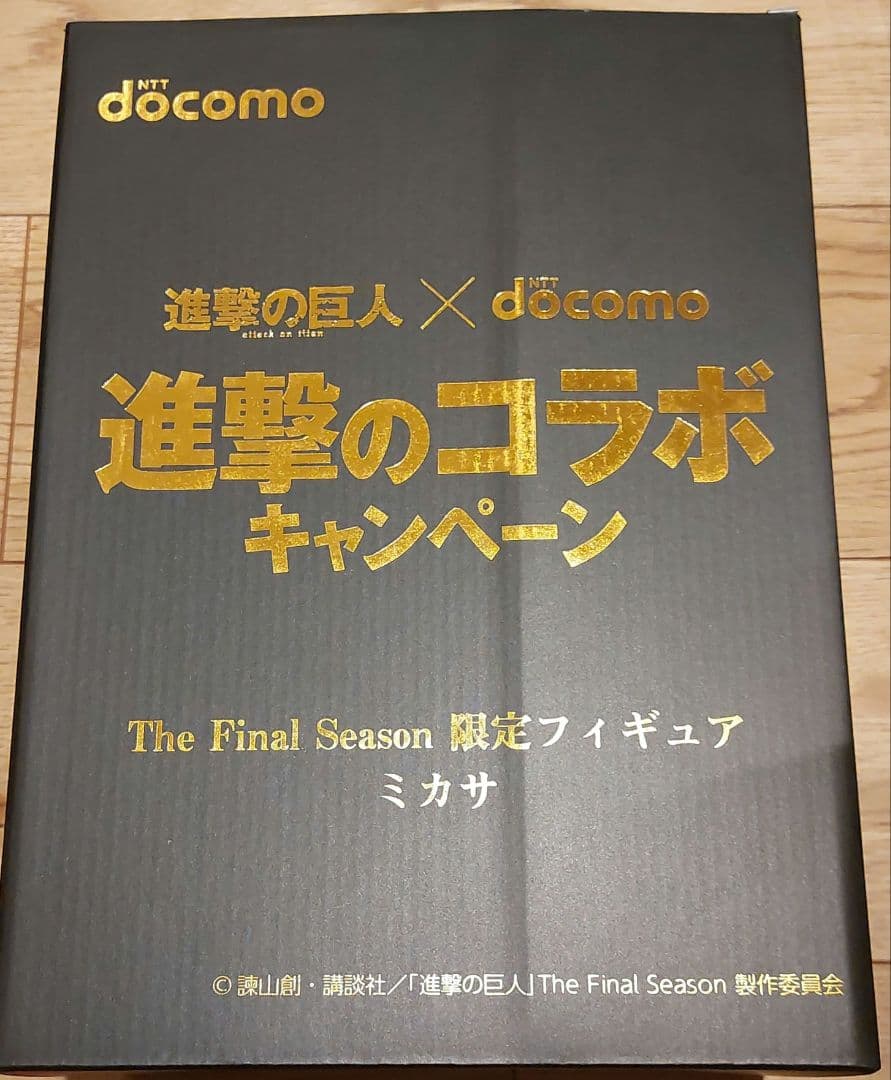 NTT
docomo
進撃の巨人×NTT docomo
attack on titan
進撃のコラボ
キャンペーン
The Final Season 限定フィギュア
ミカサ
© 諫山創・講談社／「進撃の巨人」The Final Season 製作委員会